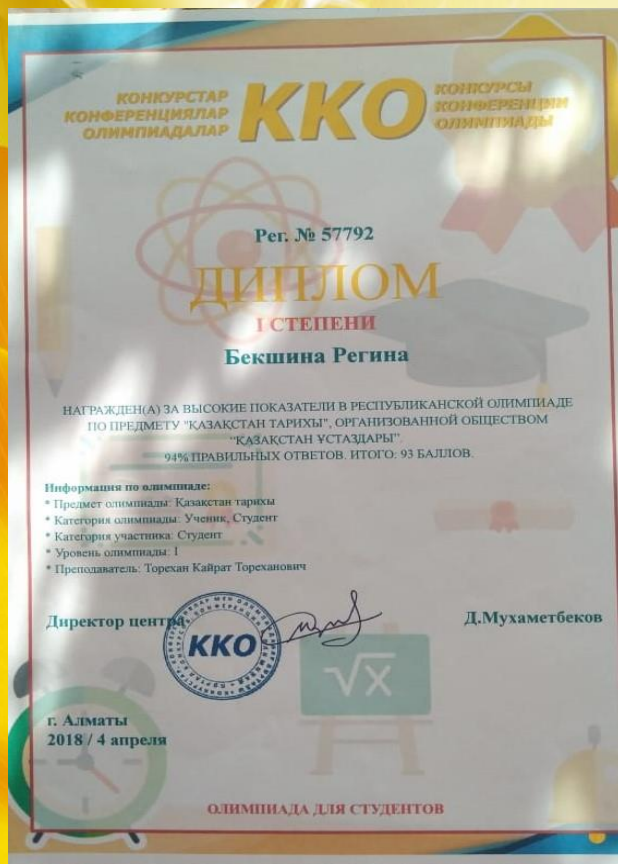 КОНКУРСТАР
КОНФЕРЕНЦИЯЛАР
ОЛИМПИАДАЛАР
ККО
КОНКУРСЫ
КОНФЕРЕНЦИИ
ОЛИМПИАДЫ
Рег. № 57792
ДИПЛОМ
I СТЕПЕНИ
Бекшина Регина
НАГРАЖДЕН(А) ЗА ВЫСОКИЕ ПОКАЗАТЕЛИ В РЕСПУБЛИКАНСКОЙ ОЛИМПИАДЕ
ПО ПРЕДМЕТУ "ҚАЗАҚСТАН ТАРИХЫ", ОРГАНИЗОВАННОЙ ОБЩЕСТВОМ
"ҚАЗАҚСТАН ҰСТАЗДАРЫ".
94% ПРАВИЛЬНЫХ ОТВЕТОВ. ИТОГО: 93 БАЛЛОВ.
Информация по олимпиаде:
* Предмет олимпиады: Қазақстан тарихы
* Категория олимпиады: Ученик, Студент
* Категория участника: Студент
* Уровень олимпиады: I
* Преподаватель: Торехан Кайрат Тореханович
Директор центра
Д.Мухаметбеков
ККО
√x
г. Алматы
2018 / 4 апреля
ОЛИМПИАДА ДЛЯ СТУДЕНТОВ